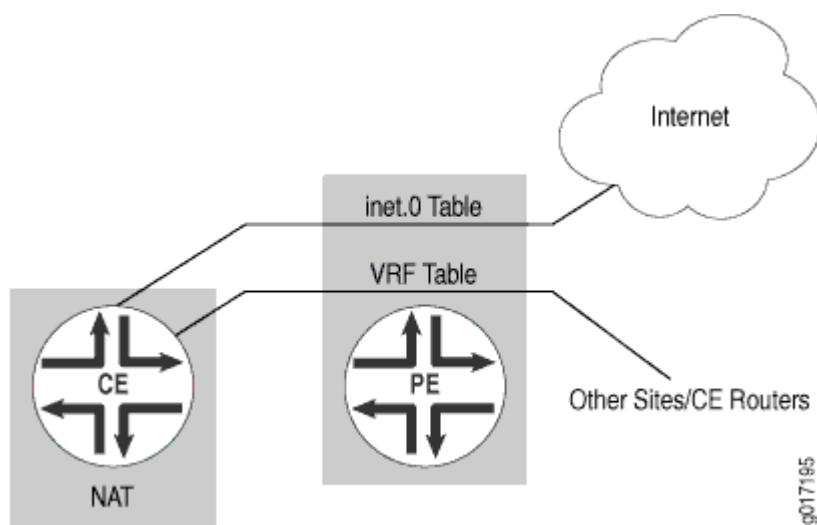 Internet
inet.0 Table
VRF Table
CE
PE
Other Sites/CE Routers
NAT
g017195